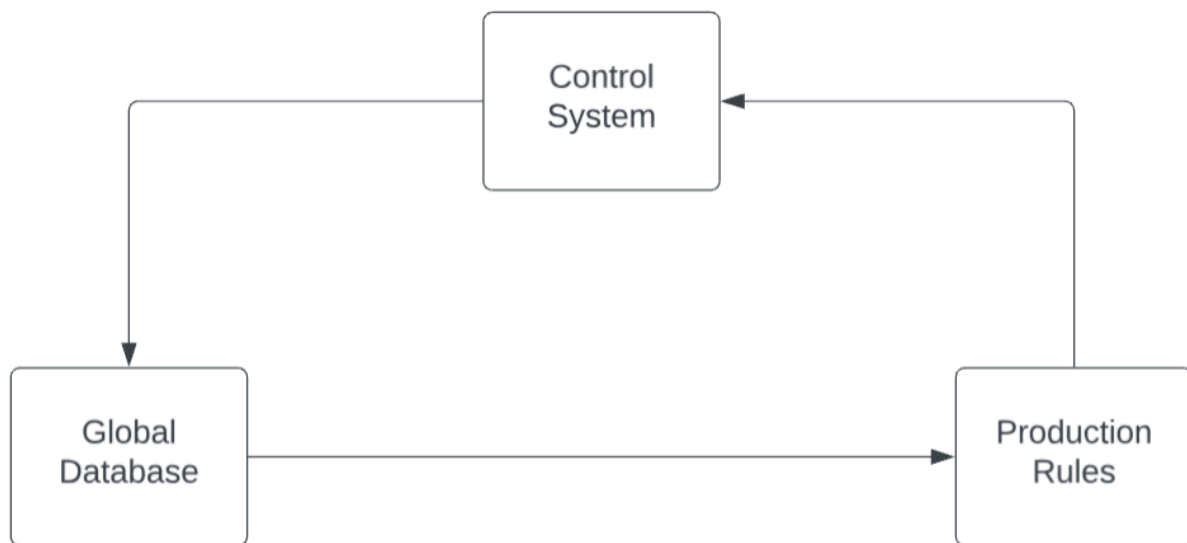 Control
System
Global
Database
Production
Rules